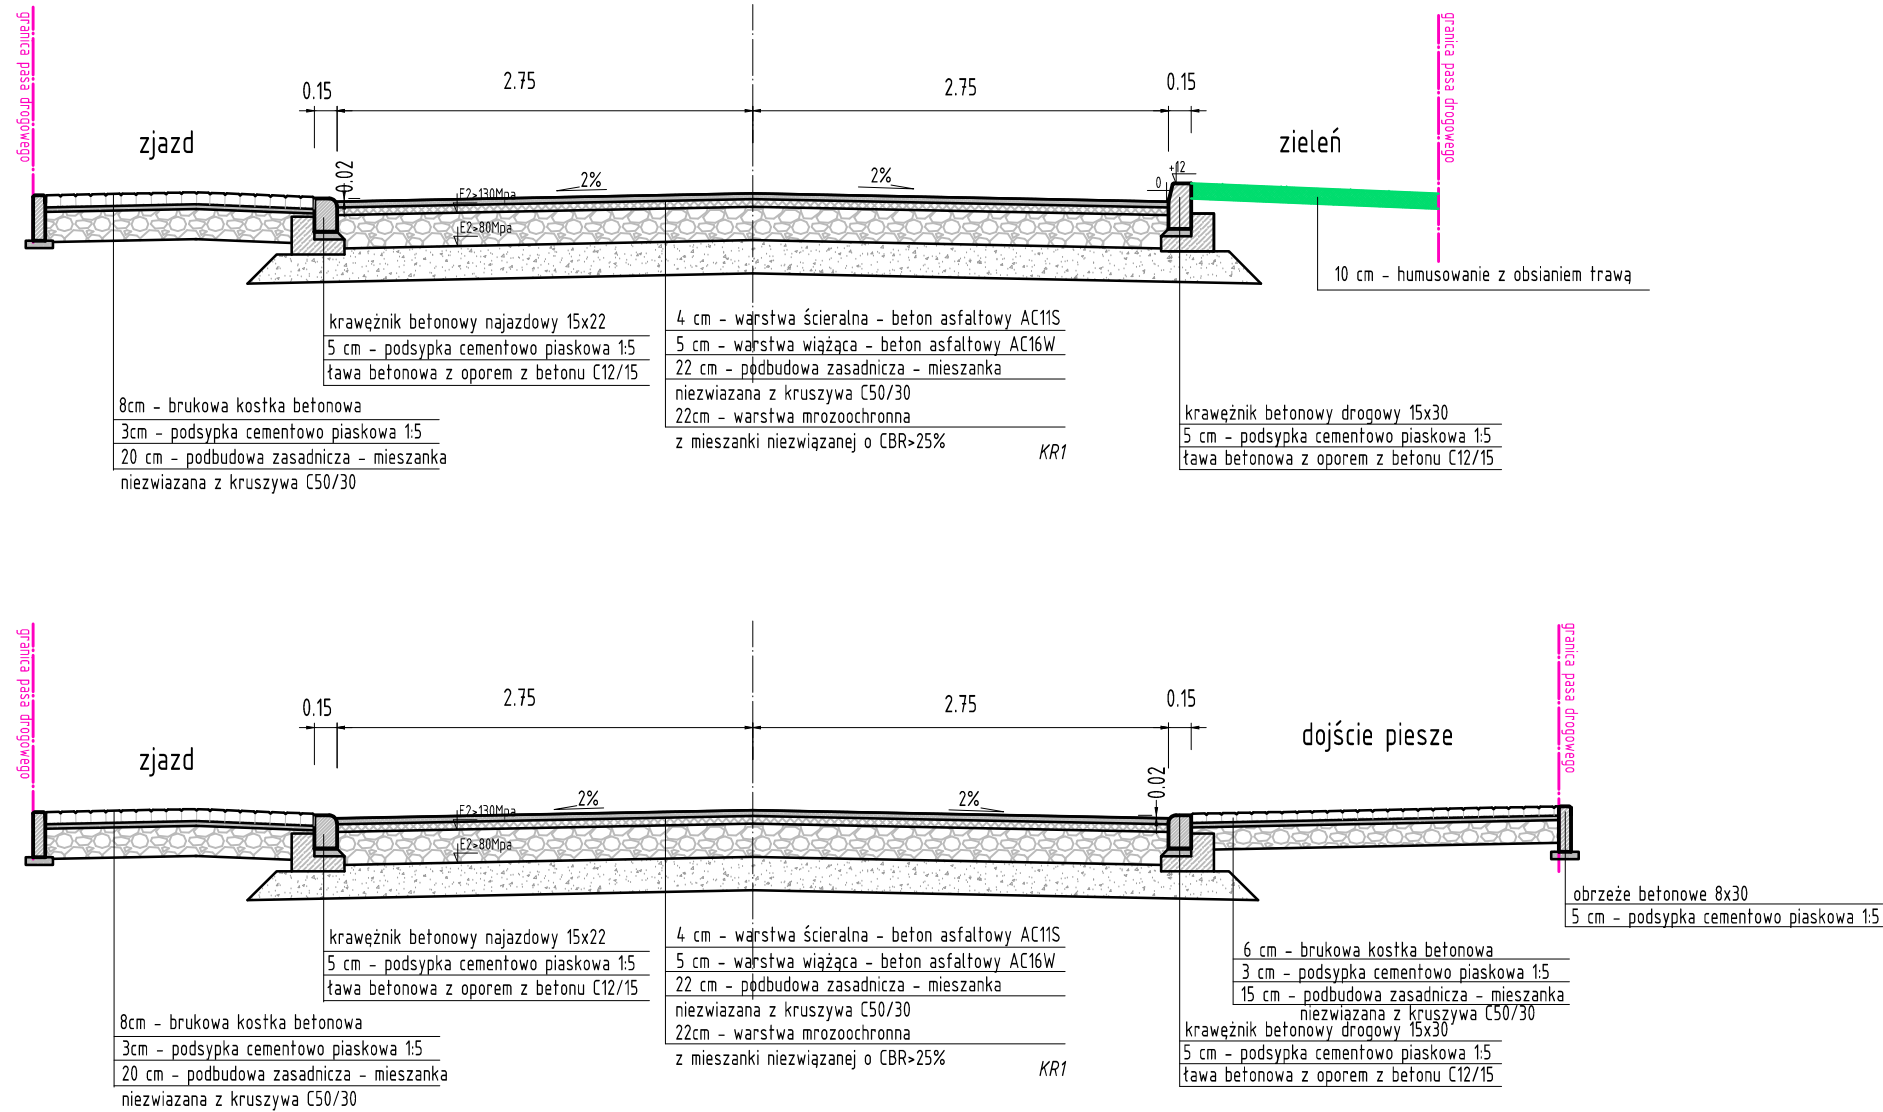 granica pasa drogowego
granica pasa drogowego
0.15
2.75
2.75
0.15
zjazd
zieleń
0.02
E2>130Mpa
2%
2%
+12
0
E2>80Mpa
10 cm - humusowanie z obsianiem trawą
krawężnik betonowy najazdowy 15x22
5 cm - podsypka cementowo piaskowa 1:5
ława betonowa z oporem z betonu C12/15
4 cm - warstwa ścieralna - beton asfaltowy AC11S
5 cm - warstwa wiążąca - beton asfaltowy AC16W
22 cm - podbudowa zasadnicza - mieszanka
niezwiazana z kruszywa C50/30
22cm - warstwa mrozoochronna
z mieszanki niezwiązanej o CBR>25%
KR1
8cm - brukowa kostka betonowa
3cm - podsypka cementowo piaskowa 1:5
20 cm - podbudowa zasadnicza - mieszanka
niezwiazana z kruszywa C50/30
krawężnik betonowy drogowy 15x30
5 cm - podsypka cementowo piaskowa 1:5
ława betonowa z oporem z betonu C12/15
granica pasa drogowego
granica pasa drogowego
0.15
2.75
2.75
0.15
zjazd
dojście piesze
0.02
E2>130Mpa
2%
2%
E2>80Mpa
obrzeże betonowe 8x30
5 cm - podsypka cementowo piaskowa 1:5
krawężnik betonowy najazdowy 15x22
5 cm - podsypka cementowo piaskowa 1:5
ława betonowa z oporem z betonu C12/15
4 cm - warstwa ścieralna - beton asfaltowy AC11S
5 cm - warstwa wiążąca - beton asfaltowy AC16W
22 cm - podbudowa zasadnicza - mieszanka
niezwiazana z kruszywa C50/30
22cm - warstwa mrozoochronna
z mieszanki niezwiązanej o CBR>25%
KR1
6 cm - brukowa kostka betonowa
3 cm - podsypka cementowo piaskowa 1:5
15 cm - podbudowa zasadnicza - mieszanka
niezwiazana z kruszywa C50/30
krawężnik betonowy drogowy 15x30
5 cm - podsypka cementowo piaskowa 1:5
ława betonowa z oporem z betonu C12/15
8cm - brukowa kostka betonowa
3cm - podsypka cementowo piaskowa 1:5
20 cm - podbudowa zasadnicza - mieszanka
niezwiazana z kruszywa C50/30